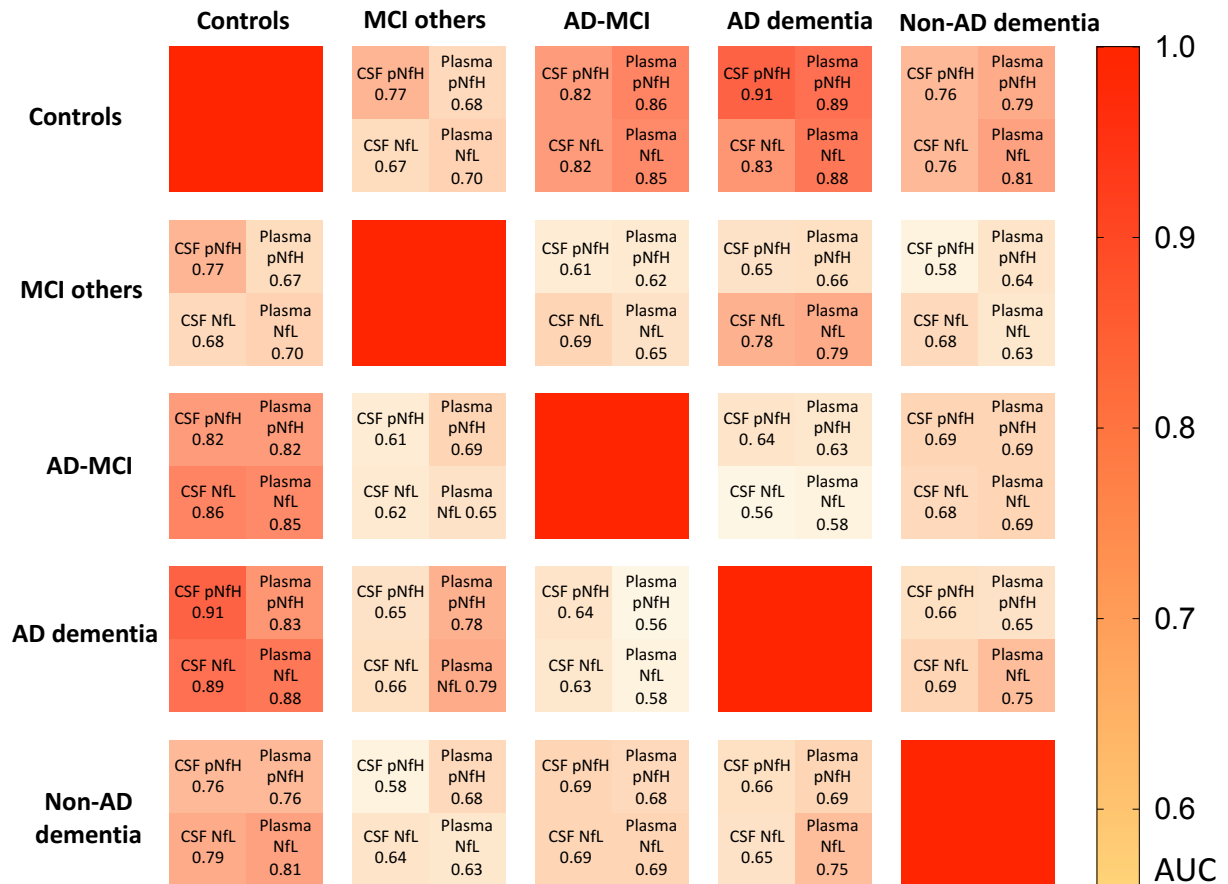 Controls
MCI others
AD-MCI
AD dementia
Non-AD dementia
Controls
CSF pNfH
0.77
Plasma
pNfH
0.68
CSF NfL
0.67
Plasma
NfL
0.70
CSF pNfH
0.82
Plasma
pNfH
0.86
CSF NfL
0.82
Plasma
NfL
0.85
CSF pNfH
0.91
Plasma
pNfH
0.89
CSF NfL
0.83
Plasma
NfL
0.88
CSF pNfH
0.76
Plasma
pNfH
0.79
CSF NfL
0.76
Plasma
NfL
0.81
MCI others
CSF pNfH
0.77
Plasma
pNfH
0.67
CSF NfL
0.68
Plasma
NfL
0.70
CSF pNfH
0.61
Plasma
pNfH
0.62
CSF NfL
0.69
Plasma
NfL
0.65
CSF pNfH
0.65
Plasma
pNfH
0.66
CSF NfL
0.78
Plasma
NfL
0.79
CSF pNfH
0.58
Plasma
pNfH
0.64
CSF NfL
0.68
Plasma
NfL
0.63
AD-MCI
CSF pNfH
0.82
Plasma
pNfH
0.82
CSF NfL
0.86
Plasma
NfL
0.85
CSF pNfH
0.61
Plasma
pNfH
0.69
CSF NfL
0.62
Plasma
NfL 0.65
CSF pNfH
0. 64
Plasma
pNfH
0.63
CSF NfL
0.56
Plasma
NfL
0.58
CSF pNfH
0.69
Plasma
pNfH
0.69
CSF NfL
0.68
Plasma
NfL
0.69
AD dementia
CSF pNfH
0.91
Plasma
pNfH
0.83
CSF NfL
0.89
Plasma
NfL
0.88
CSF pNfH
0.65
Plasma
pNfH
0.78
CSF NfL
0.66
Plasma
NfL 0.79
CSF pNfH
0. 64
Plasma
pNfH
0.56
CSF NfL
0.63
Plasma
NfL
0.58
CSF pNfH
0.66
Plasma
pNfH
0.65
CSF NfL
0.69
Plasma
NfL
0.75
Non-AD
dementia
CSF pNfH
0.76
Plasma
pNfH
0.76
CSF NfL
0.79
Plasma
NfL
0.81
CSF pNfH
0.58
Plasma
pNfH
0.68
CSF NfL
0.64
Plasma
NfL
0.63
CSF pNfH
0.69
Plasma
pNfH
0.68
CSF NfL
0.69
Plasma
NfL
0.69
CSF pNfH
0.66
Plasma
pNfH
0.69
CSF NfL
0.65
Plasma
NfL
0.75
1.0
0.9
0.8
0.7
0.6
AUC